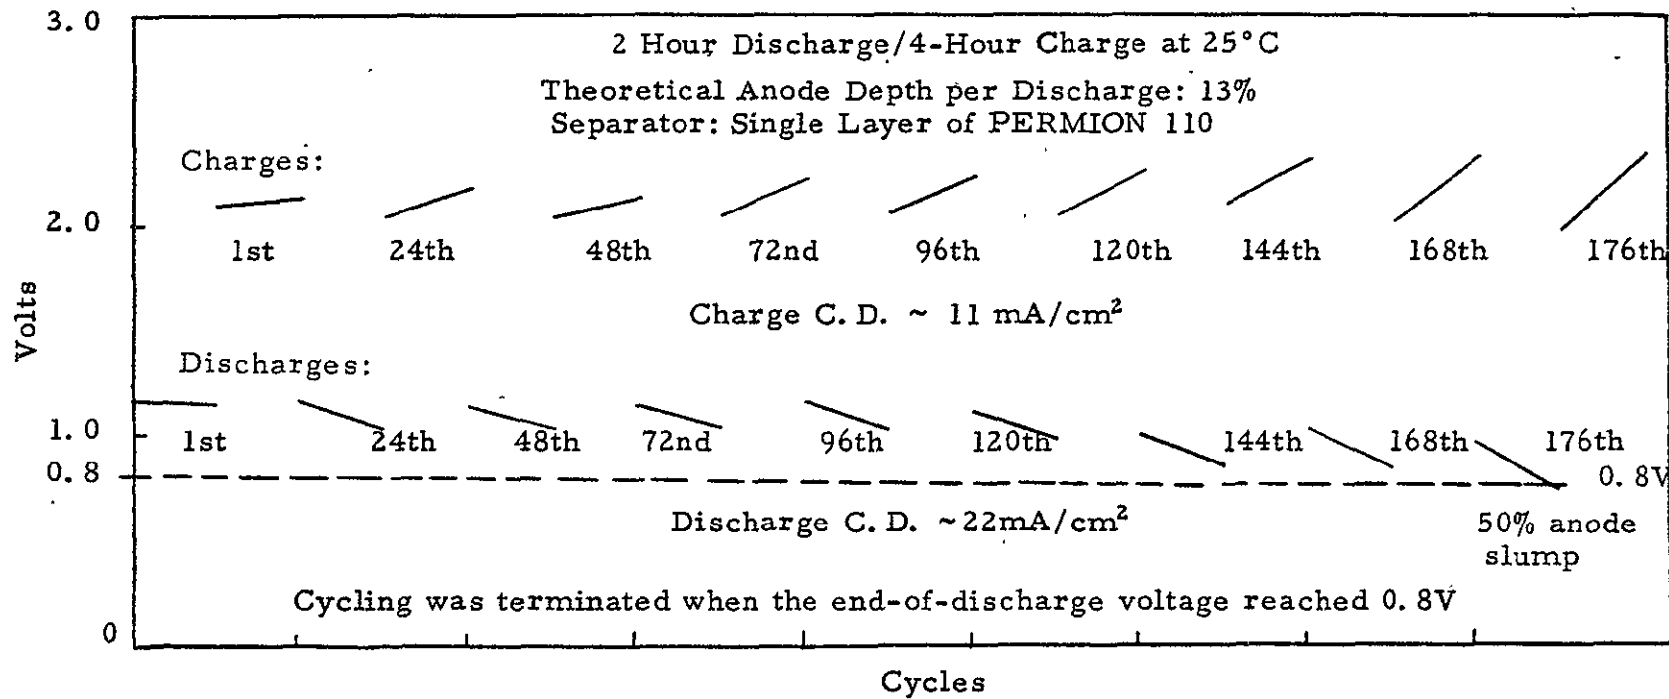 3.0
2 Hour Discharge/4-Hour Charge at 25°C
Theoretical Anode Depth per Discharge: 13%
Separator: Single Layer of PERMION 110
Charges:
2.0
1st 24th 48th 72nd 96th 120th 144th 168th 176th
Charge C. D. ~ 11 mA/cm²
Volts
Discharges:
1.0
1st 24th 48th 72nd 96th 120th 144th 168th 176th
0.8
0.8V
Discharge C. D. ~22mA/cm²
50% anode
slump
Cycling was terminated when the end-of-discharge voltage reached 0.8V
0
Cycles